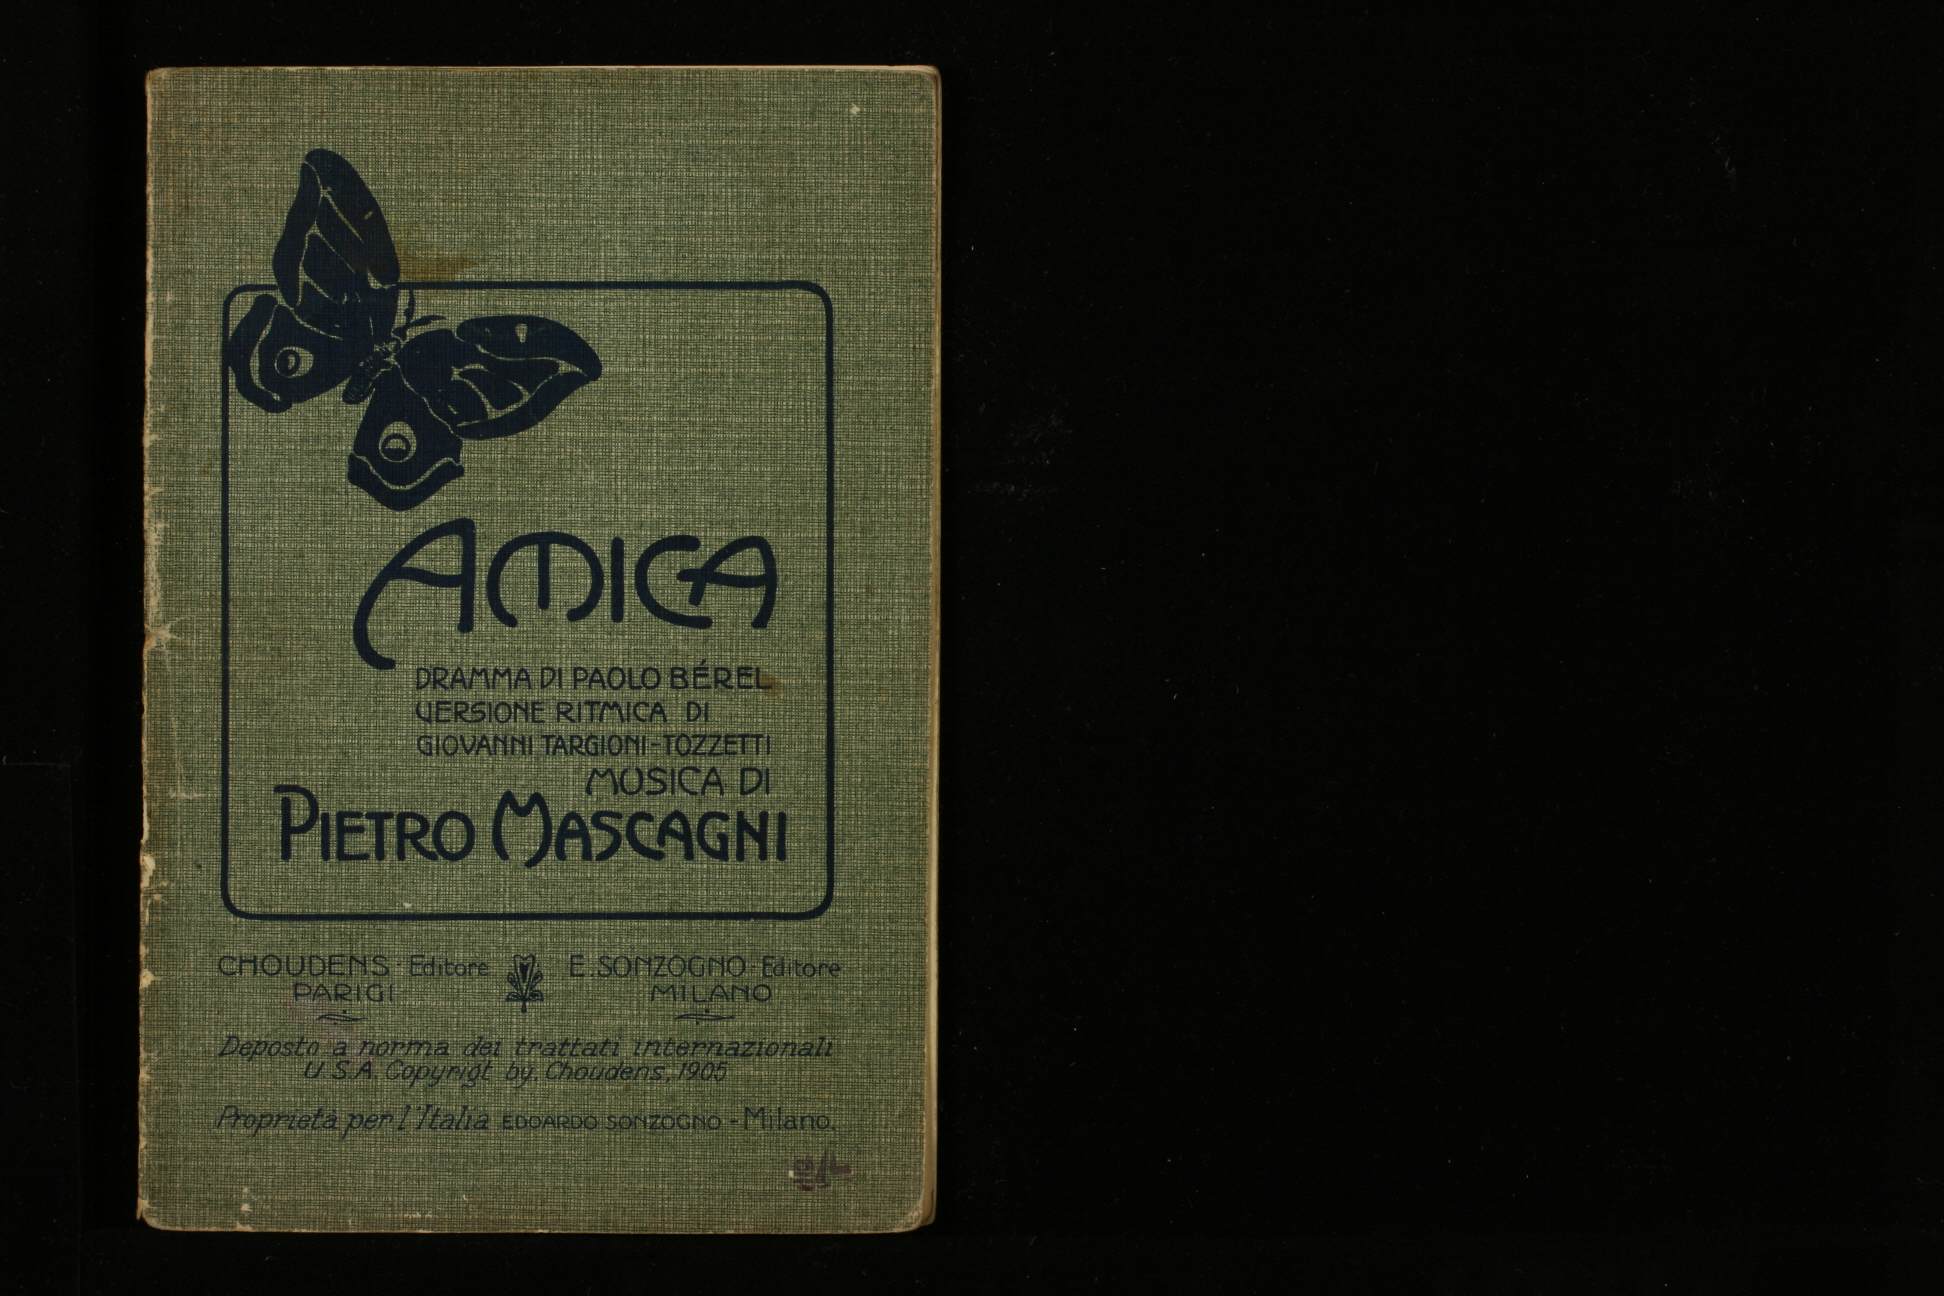 AMICA
DRAMMA DI PAOLO BÉREL
VERSIONE RITMICA DI
GIOVANNI TARGIONI-TOZZETTI
MUSICA DI
PIETRO MASCAGNI
CHOUDENS · Editore E. SONZOGNO · Editore
PARIGI MILANO
Deposto a norma dei trattati internazionali
U.S.A. Copyrigt by. Choudens, 1905
Proprietà per l'Italia EDOARDO SONZOGNO - Milano.